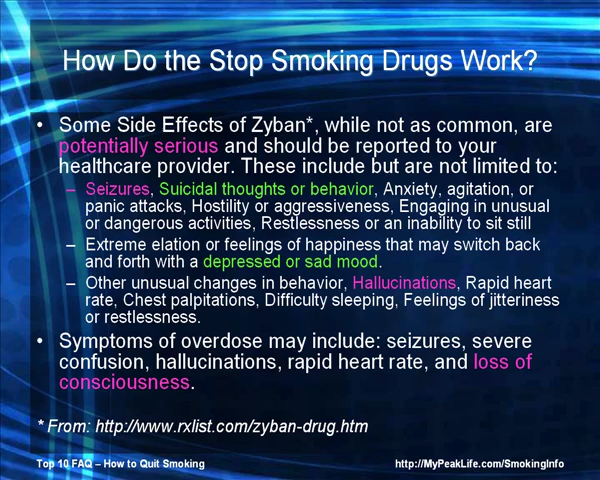 How Do the Stop Smoking Drugs Work?
• Some Side Effects of Zyban*, while not as common, are
potentially serious and should be reported to your
healthcare provider. These include but are not limited to:
– Seizures, Suicidal thoughts or behavior, Anxiety, agitation, or
panic attacks, Hostility or aggressiveness, Engaging in unusual
or dangerous activities, Restlessness or an inability to sit still
– Extreme elation or feelings of happiness that may switch back
and forth with a depressed or sad mood.
– Other unusual changes in behavior, Hallucinations, Rapid heart
rate, Chest palpitations, Difficulty sleeping, Feelings of jitteriness
or restlessness.
• Symptoms of overdose may include: seizures, severe
confusion, hallucinations, rapid heart rate, and loss of
consciousness.
* From: http://www.rxlist.com/zyban-drug.htm
Top 10 FAQ – How to Quit Smoking
http://MyPeakLife.com/SmokingInfo